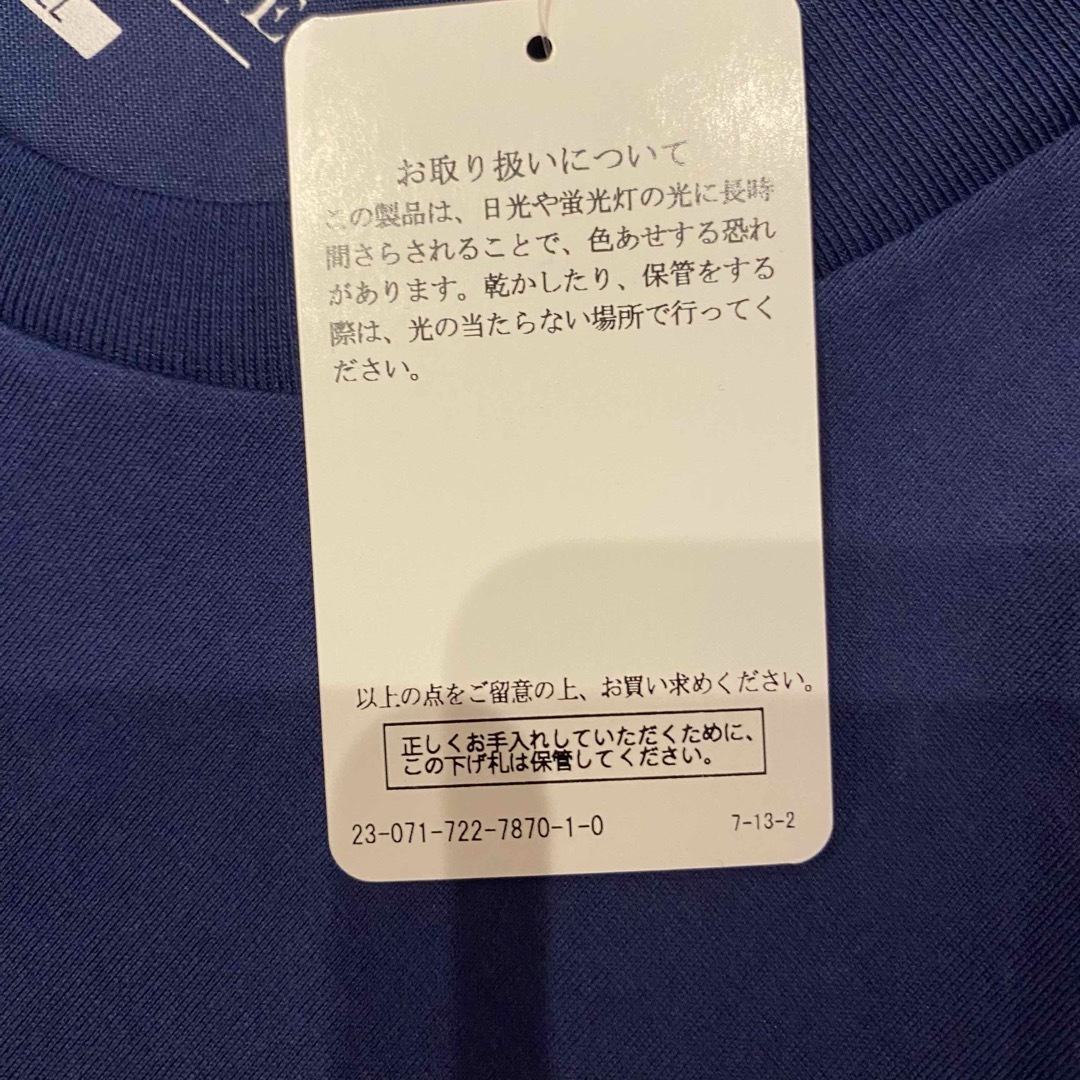 お取り扱いについて
この製品は、日光や蛍光灯の光に長時
間さらされることで、色あせする恐れ
があります。乾かしたり、保管をする
際は、光の当たらない場所で行ってく
ださい。
以上の点をご留意の上、お買い求めください。
正しくお手入れしていただくために、
この下げ札は保管してください。
23-071-722-7870-1-0 7-13-2